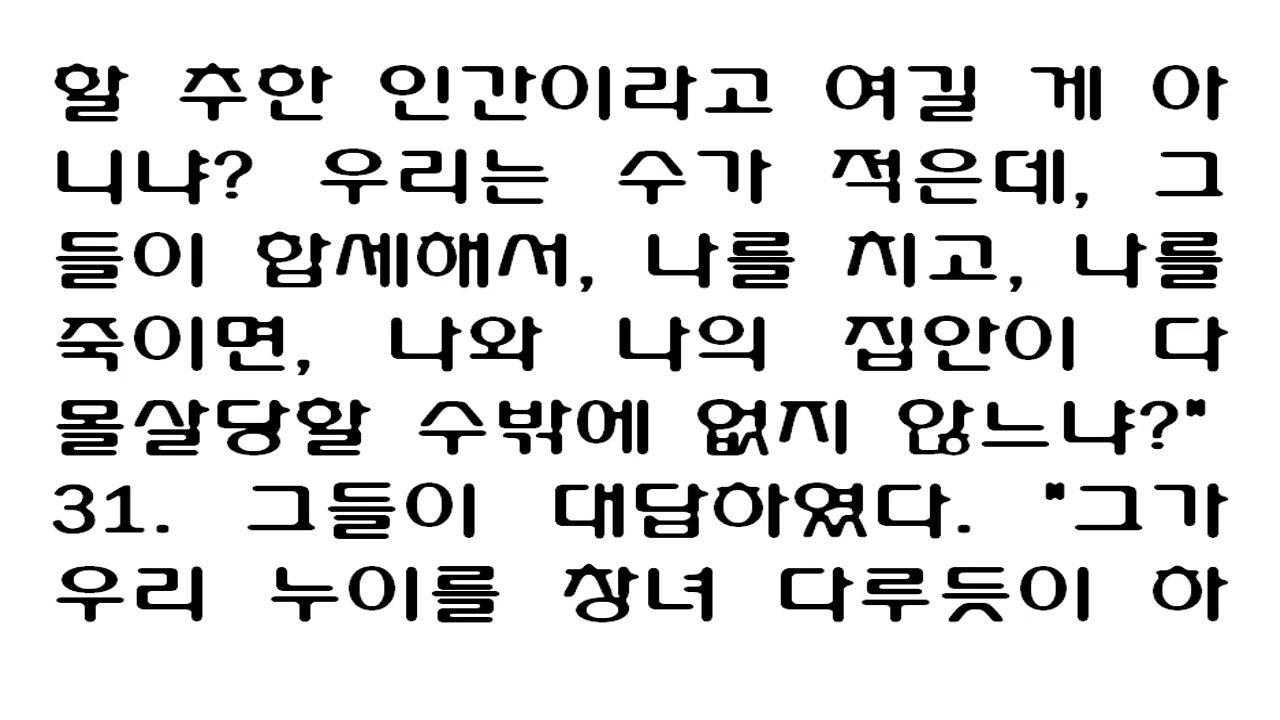 할 추한 인간이라고 여길 게 아
니냐? 우리는 수가 적은데, 그
들이 합세해서, 나를 치고, 나를
죽이면, 나와 나의 집안이 다
몰살당할 수밖에 없지 않느냐?"
31. 그들이 대답하였다. "그가
우리 누이를 창녀 다루듯이 하